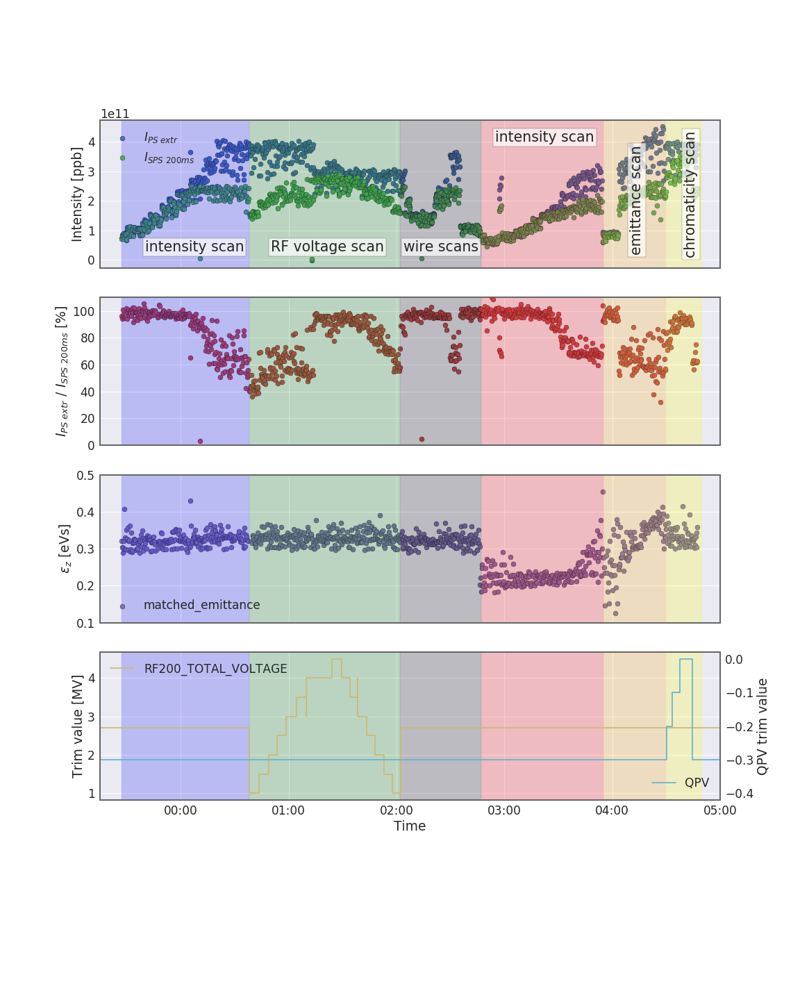 1e11
Intensity [ppb]
4
3
2
1
0
I_PS extr
I_SPS 200ms
intensity scan
RF voltage scan
wire scans
intensity scan
emittance scan
chromaticity scan
I_PS extr / I_SPS 200ms [%]
100
80
60
40
20
0
ε_z [eVs]
0.5
0.4
0.3
0.2
0.1
matched_emittance
Trim value [MV]
4
3
2
1
RF200_TOTAL_VOLTAGE
QPV
0.0
−0.1
−0.2
−0.3
−0.4
QPV trim value
00:00 01:00 02:00 03:00 04:00 05:00
Time